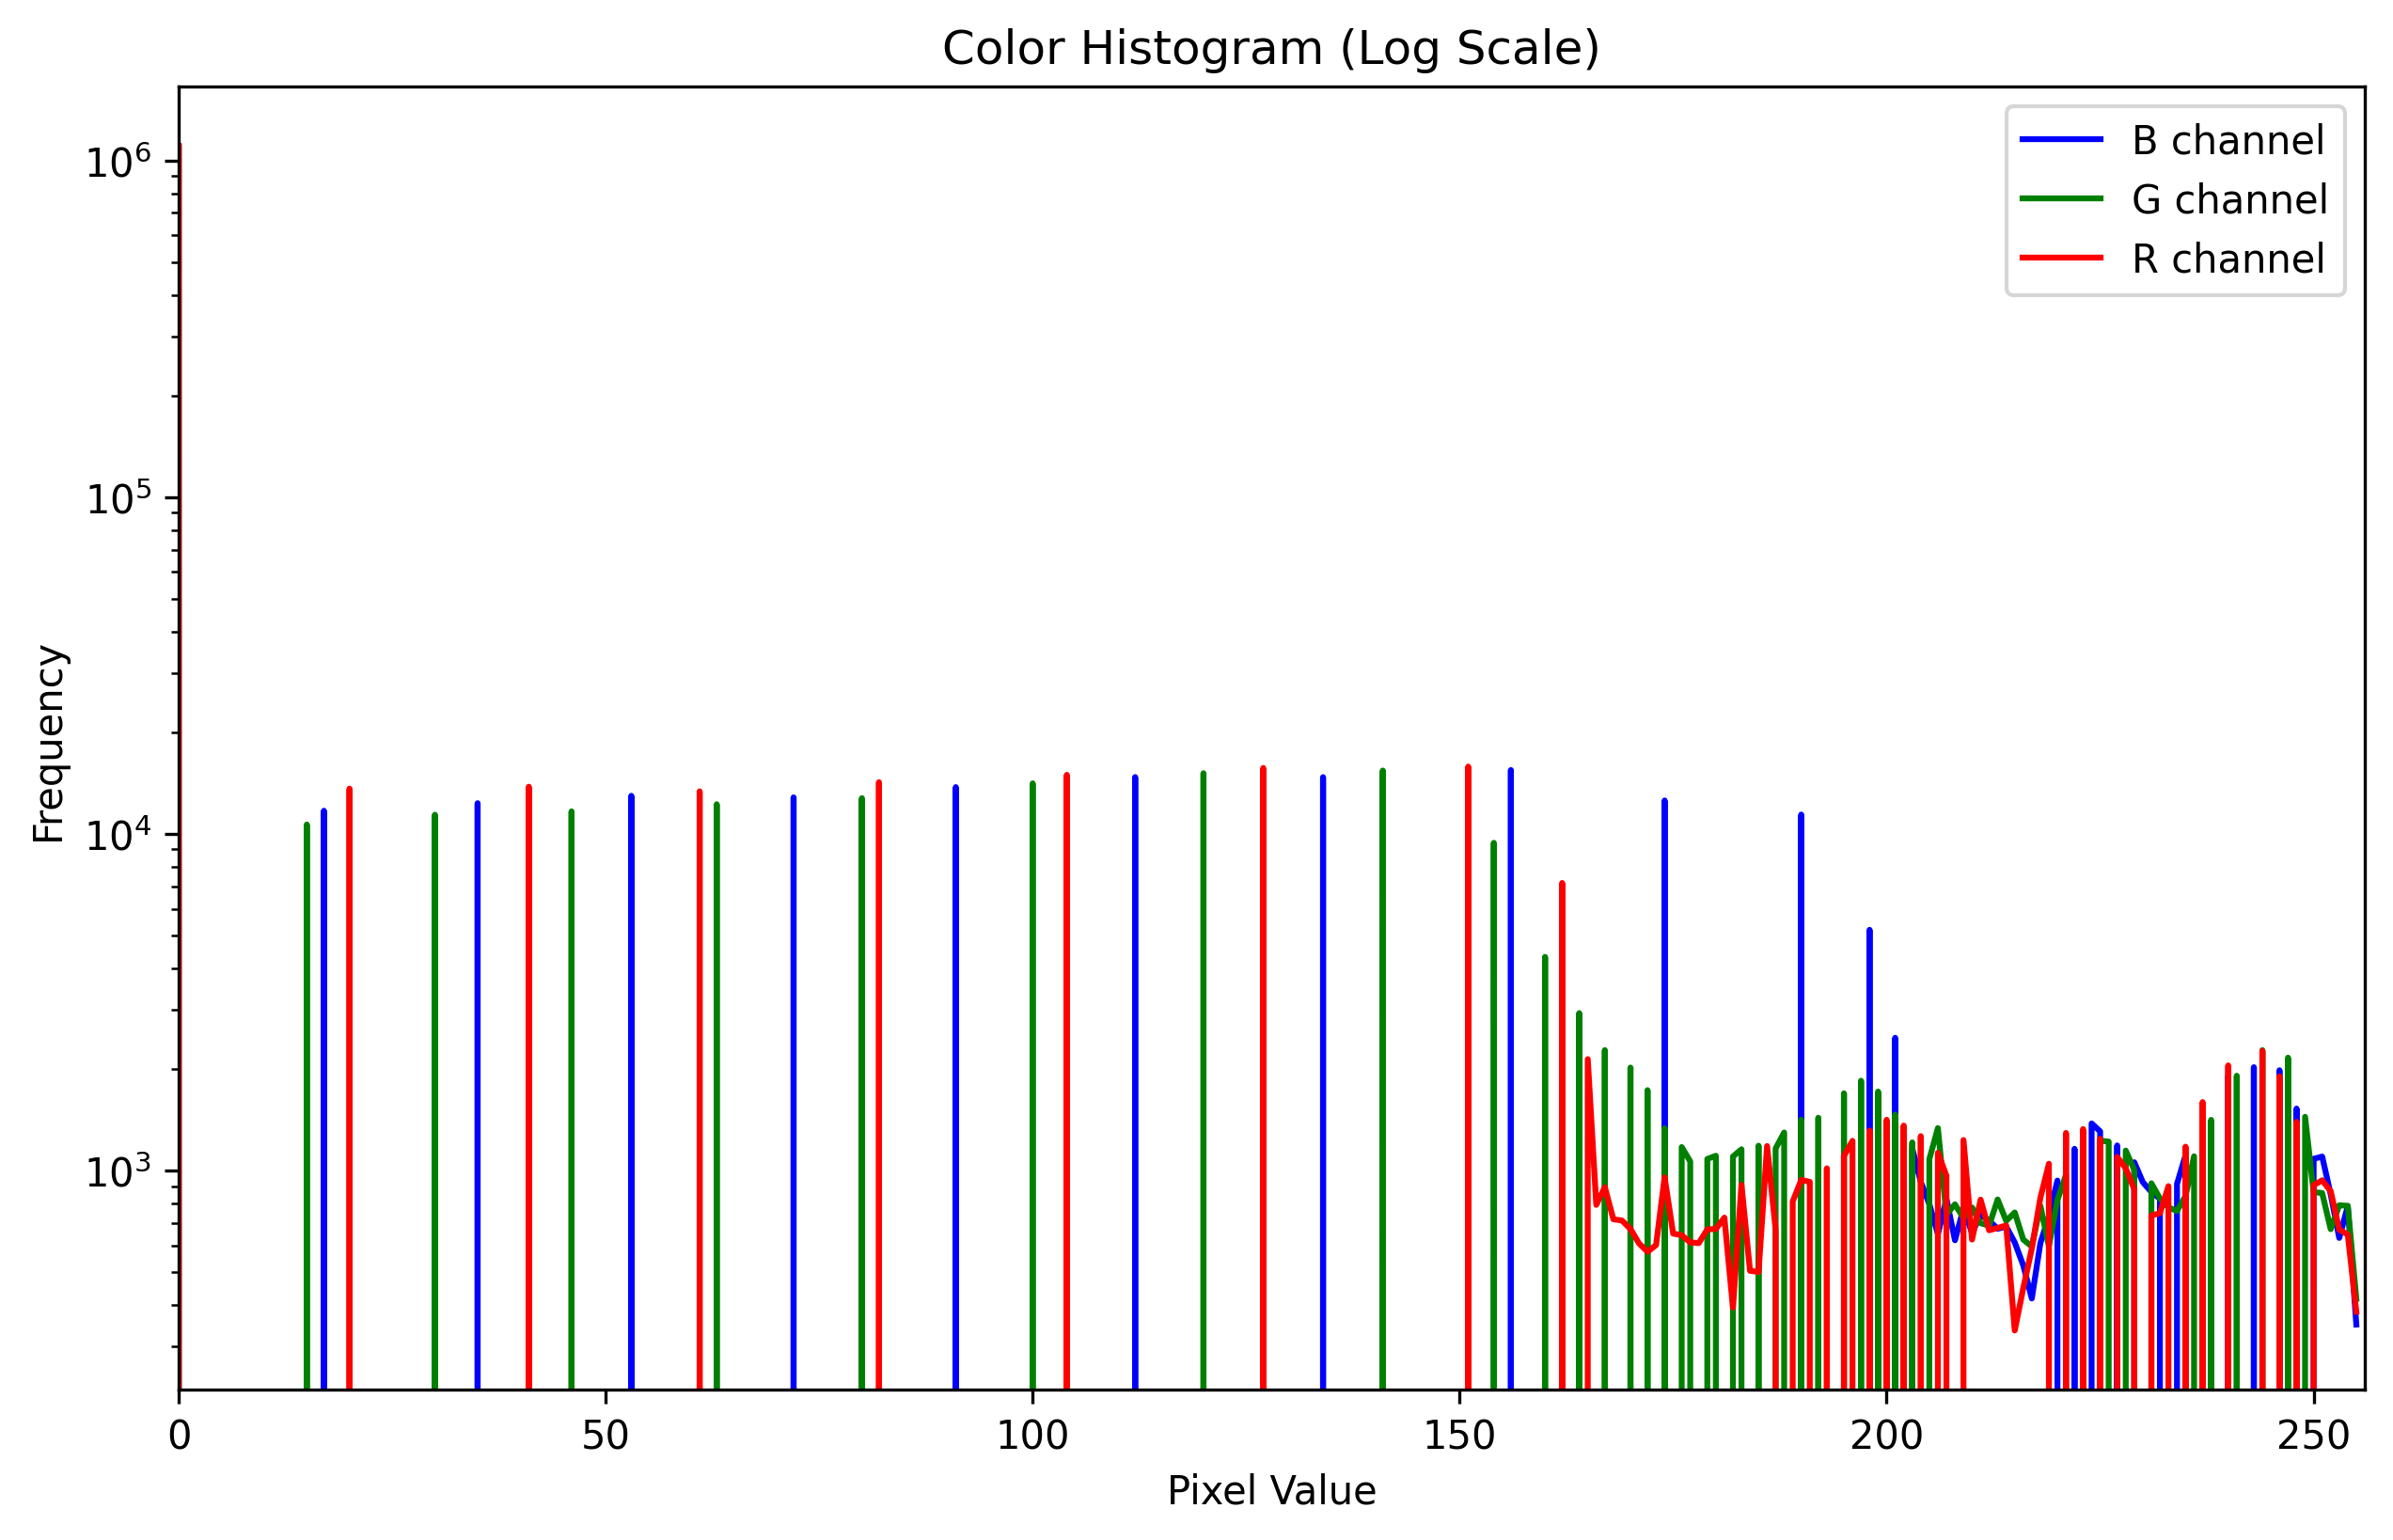 Color Histogram (Log Scale)
B channel
G channel
R channel
Frequency
10⁶
10⁵
10⁴
10³
0 50 100 150 200 250
Pixel Value